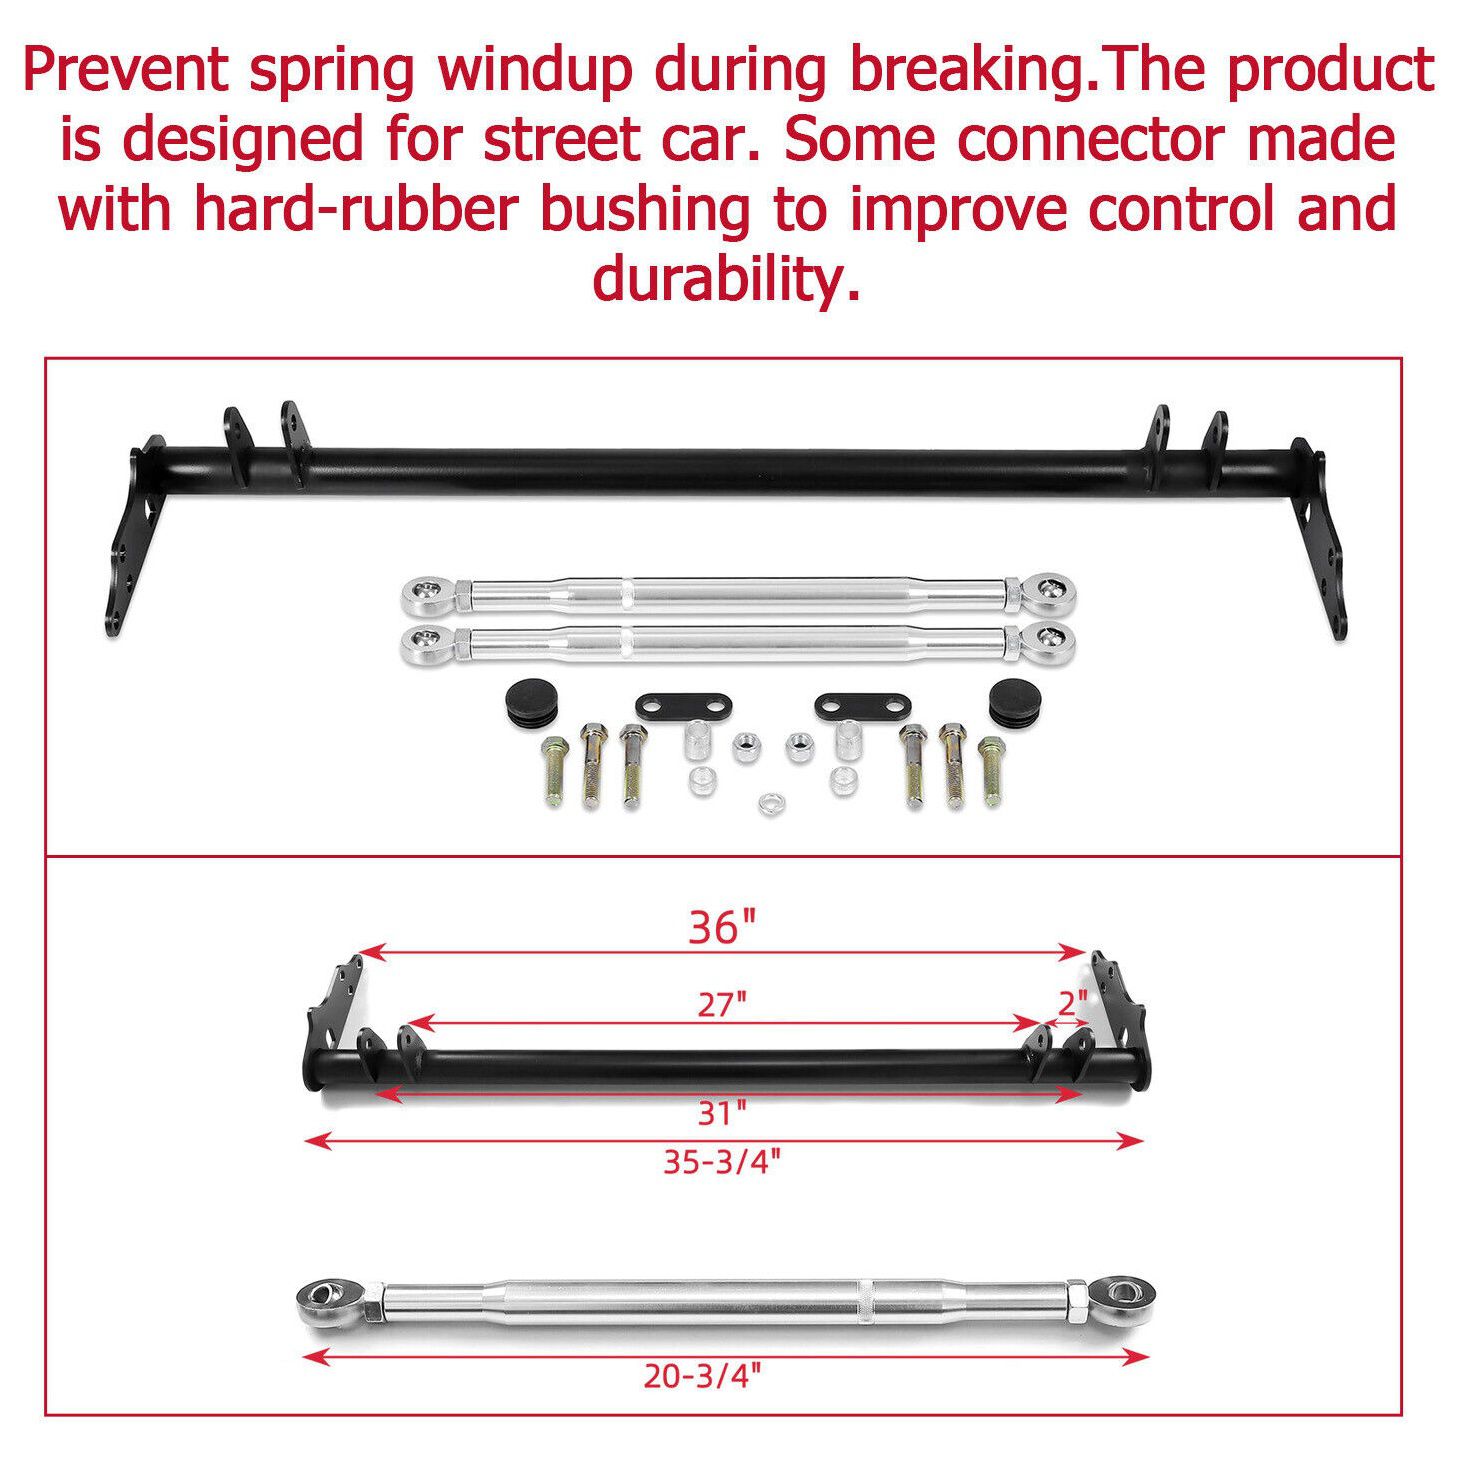 Prevent spring windup during breaking.The product
is designed for street car. Some connector made
with hard-rubber bushing to improve control and
durability.
36"
27"
2"
31"
35-3/4"
20-3/4"